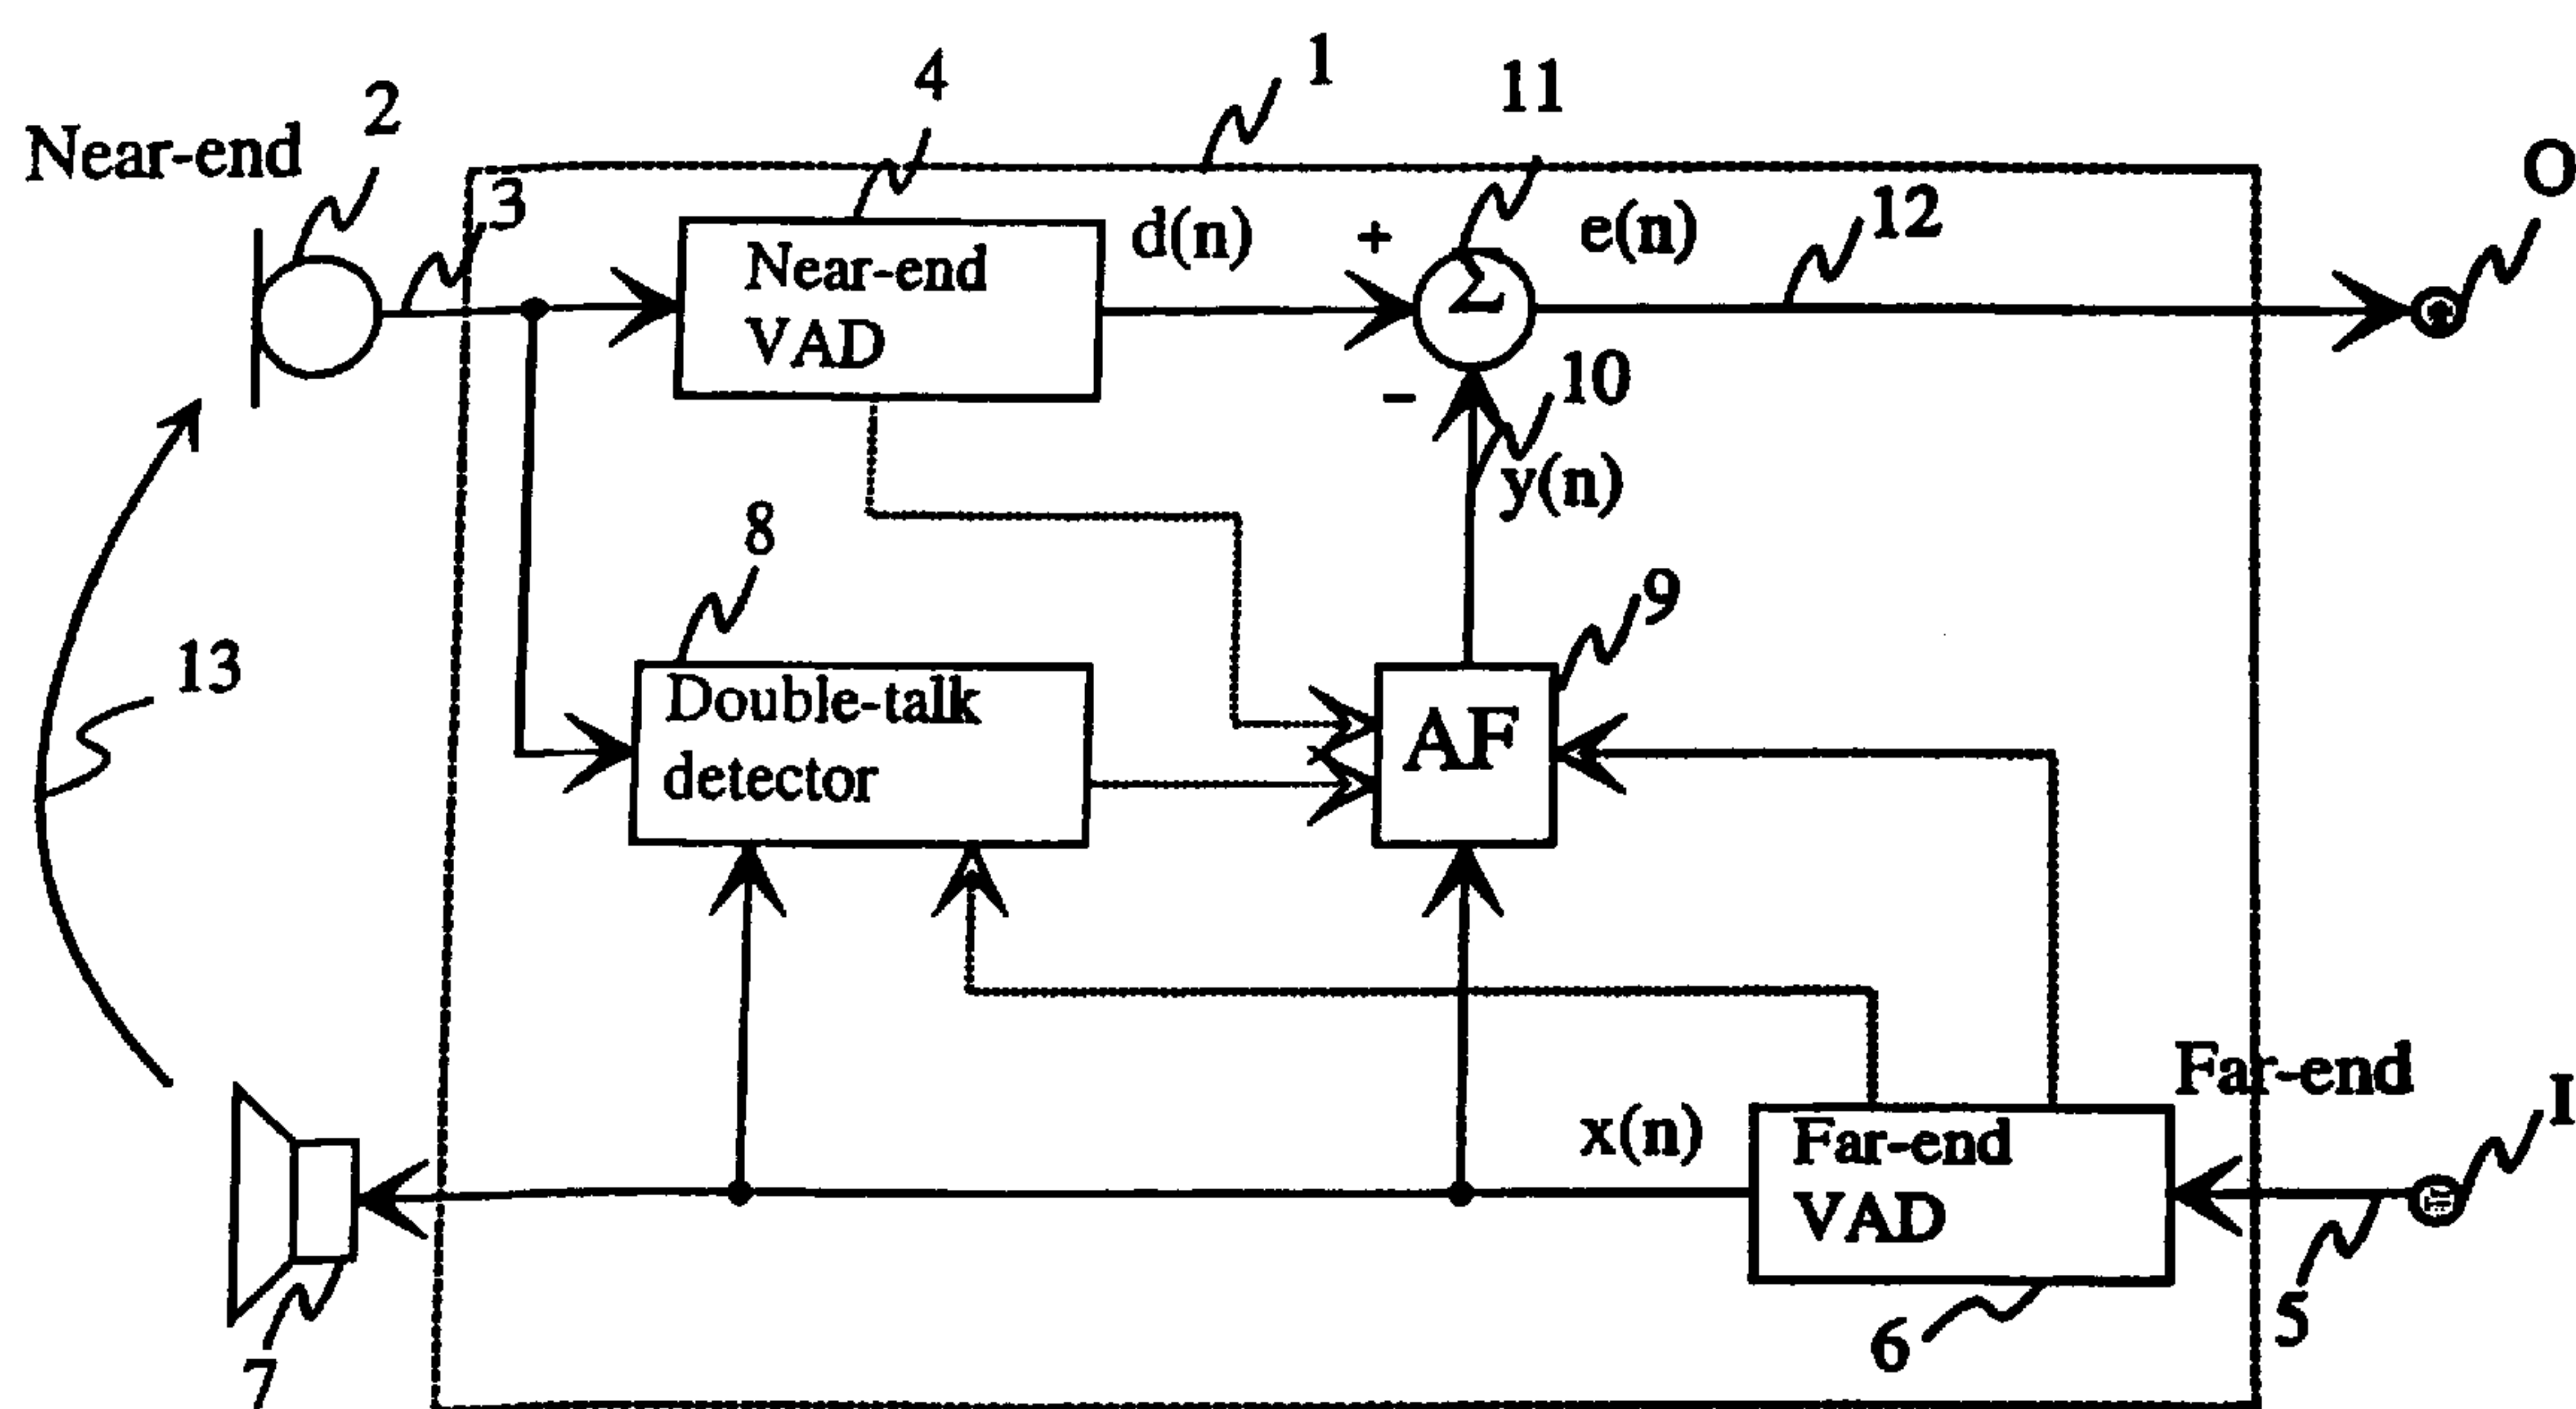 1
11
4
2
Near-end
O
3
12
d(n)
+
e(n)
Near-end
VAD
Σ
10
−
y(n)
8
9
13
Double-talk
detector
AF
Far-end
I
x(n)
Far-end
VAD
5
6
7